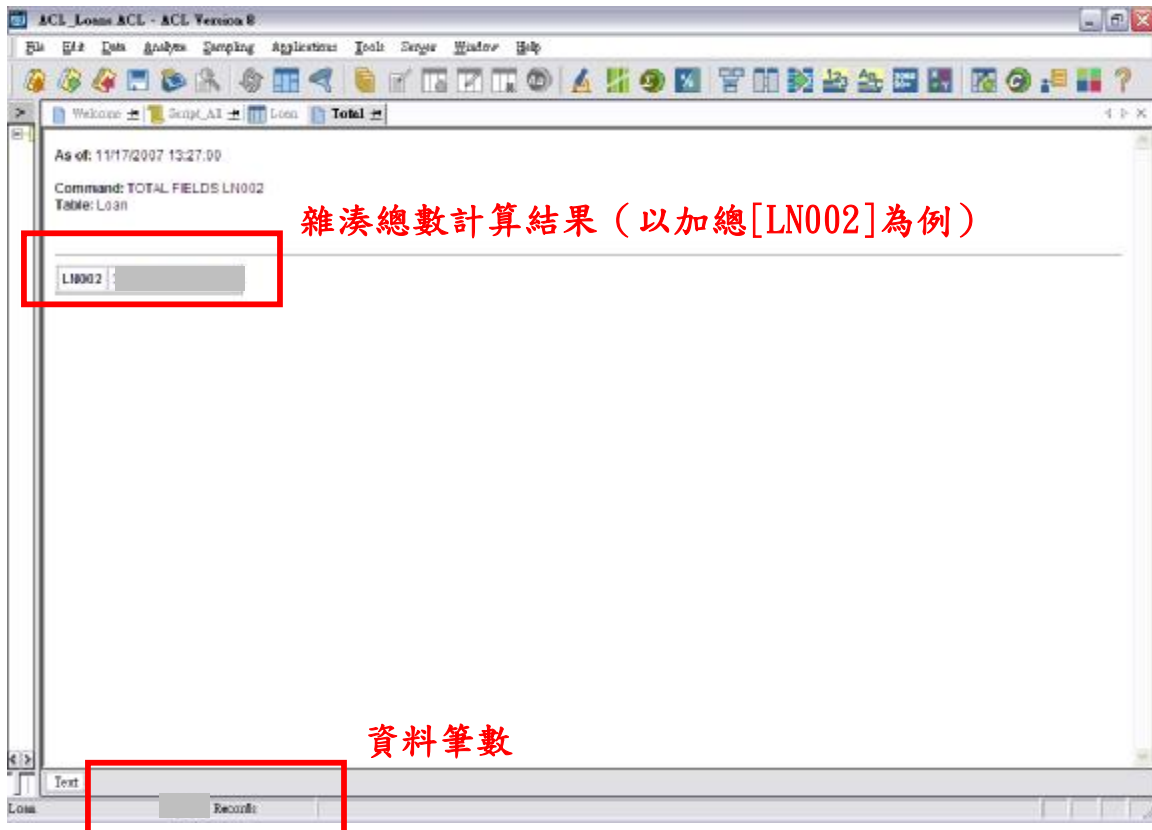 ACL_Loans ACL - ACL Version 8
File Edit Data Analyze Sampling Applications Tools Server Window Help
Welcome Script_A1 Loan Total
As of: 11/17/2007 13:27:00
Command: TOTAL FIELDS LN002
Table: Loan
雜湊總數計算結果（以加總[LN002]為例）
LN002
資料筆數
Text
Loan Records